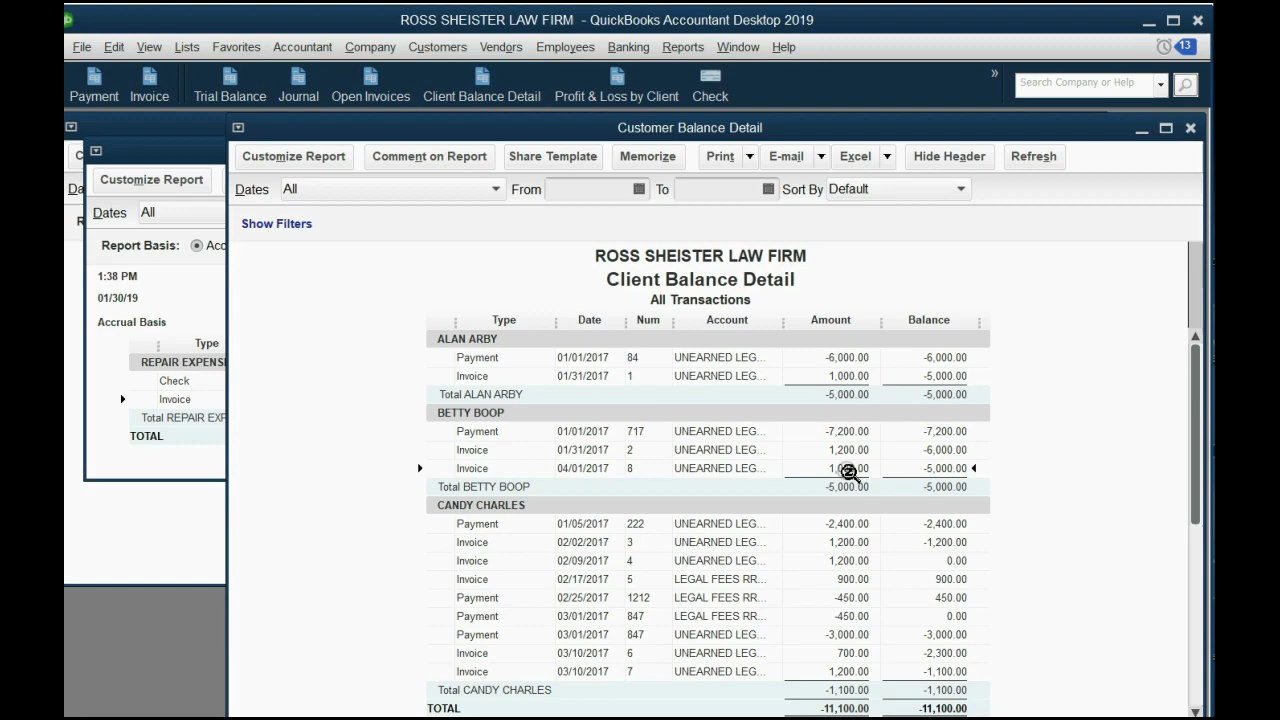 ROSS SHEISTER LAW FIRM - QuickBooks Accountant Desktop 2019
File Edit View Lists Favorites Accountant Company Customers Vendors Employees Banking Reports Window Help 13
Payment Invoice Trial Balance Journal Open Invoices Client Balance Detail Profit & Loss by Client Check » Search Company or Help
Customer Balance Detail
Customize Report Comment on Report Share Template Memorize Print E-mail Excel Hide Header Refresh
Dates All From To Sort By Default
Show Filters
C
Da
R
Customize Report
Dates All
Report Basis: Acc
1:38 PM
01/30/19
Accrual Basis
Type
REPAIR EXPENS
Check
Invoice
Total REPAIR EXP
TOTAL
ROSS SHEISTER LAW FIRM
Client Balance Detail
All Transactions
Type Date Num Account Amount Balance
ALAN ARBY
Payment 01/01/2017 84 UNEARNED LEG... -6,000.00 -6,000.00
Invoice 01/31/2017 1 UNEARNED LEG... 1,000.00 -5,000.00
Total ALAN ARBY -5,000.00 -5,000.00
BETTY BOOP
Payment 01/01/2017 717 UNEARNED LEG... -7,200.00 -7,200.00
Invoice 01/31/2017 2 UNEARNED LEG... 1,200.00 -6,000.00
Invoice 04/01/2017 8 UNEARNED LEG... -5,000.00
Total BETTY BOOP -5,000.00 -5,000.00
CANDY CHARLES
Payment 01/05/2017 222 UNEARNED LEG... -2,400.00 -2,400.00
Invoice 02/02/2017 3 UNEARNED LEG... 1,200.00 -1,200.00
Invoice 02/09/2017 4 UNEARNED LEG... 1,200.00 0.00
Invoice 02/17/2017 5 LEGAL FEES RR... 900.00 900.00
Payment 02/25/2017 1212 LEGAL FEES RR... -450.00 450.00
Payment 03/01/2017 847 LEGAL FEES RR... -450.00 0.00
Payment 03/01/2017 847 UNEARNED LEG... -3,000.00 -3,000.00
Invoice 03/10/2017 6 UNEARNED LEG... 700.00 -2,300.00
Invoice 03/10/2017 7 UNEARNED LEG... 1,200.00 -1,100.00
Total CANDY CHARLES -1,100.00 -1,100.00
TOTAL -11,100.00 -11,100.00